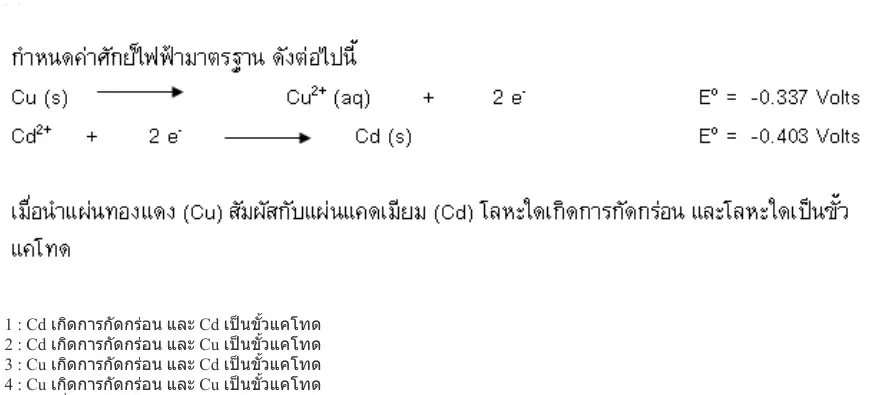 กำหนดค่าศักย์ไฟฟ้ามาตรฐาน ดังต่อไปนี้
Cu (s) ⟶ Cu²⁺ (aq) + 2 e⁻ Eº = -0.337 Volts
Cd²⁺ + 2 e⁻ ⟶ Cd (s) Eº = -0.403 Volts
เมื่อนำแผ่นทองแดง (Cu) สัมผัสกับแผ่นแคดเมียม (Cd) โลหะใดเกิดการกัดกร่อน และโลหะใดเป็นขั้ว
แคโทด
1 : Cd เกิดการกัดกร่อน และ Cd เป็นขั้วแคโทด
2 : Cd เกิดการกัดกร่อน และ Cu เป็นขั้วแคโทด
3 : Cu เกิดการกัดกร่อน และ Cd เป็นขั้วแคโทด
4 : Cu เกิดการกัดกร่อน และ Cu เป็นขั้วแคโทด